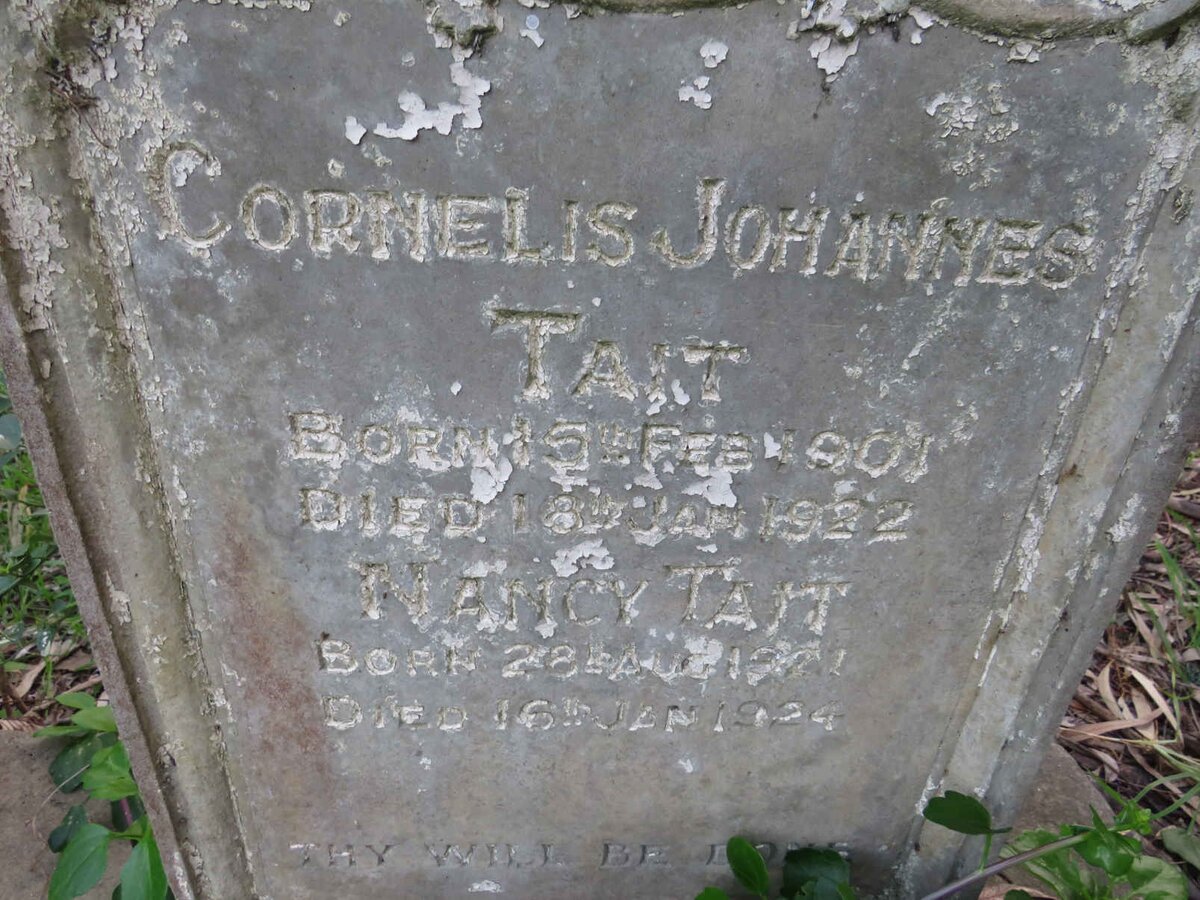 Cornelis Johannes
Tait
Born 15th Feb 1901
Died 18th Jan 1922
Nancy Tait
Born 28th Aug 1921
Died 16th Jan 1924
THY WILL BE DONE